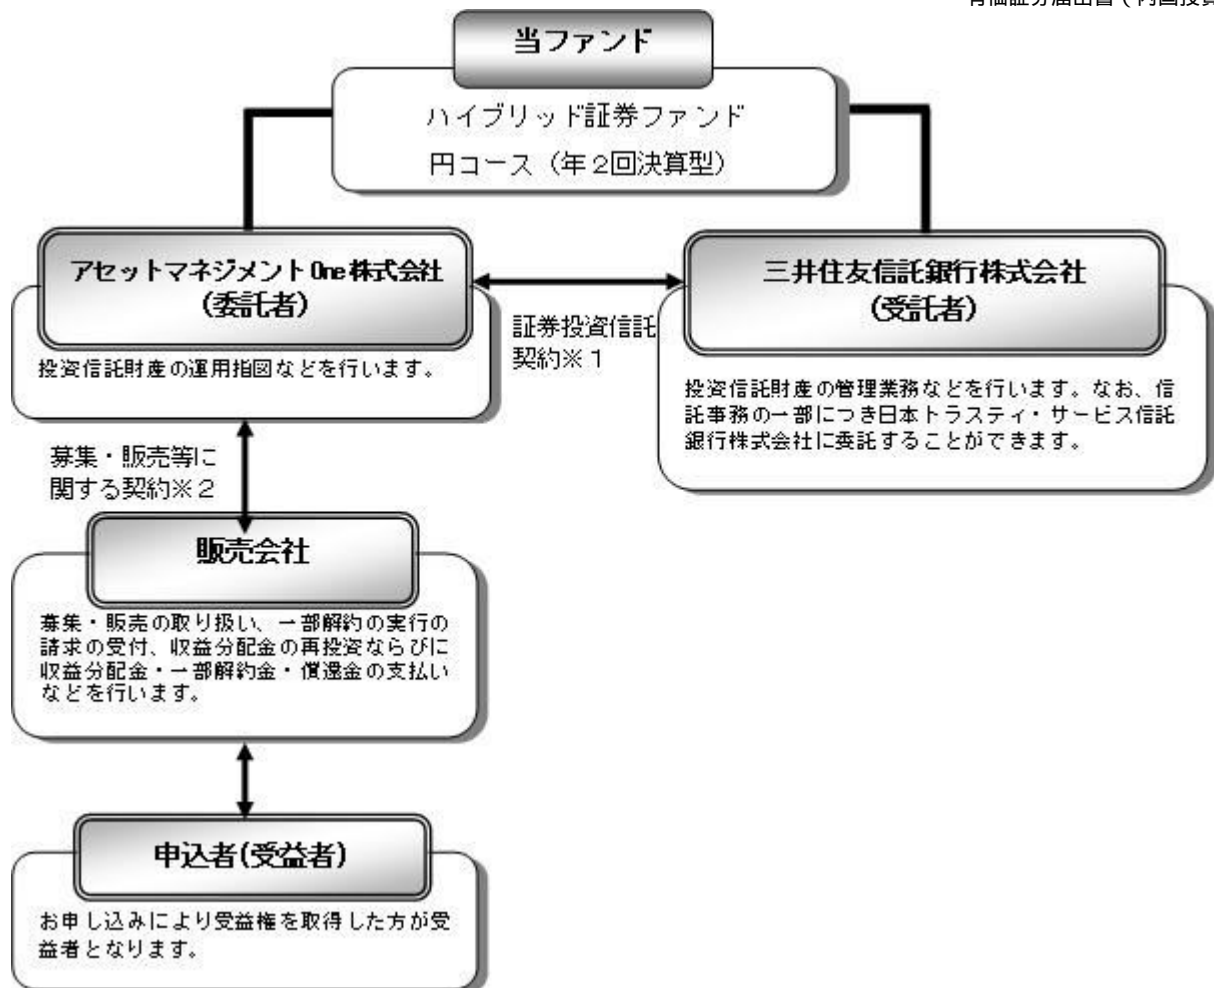 有価証券届出書（内国投資
当ファンド
ハイブリッド証券ファンド
円コース（年２回決算型）
アセットマネジメントOne株式会社
（委託者）
投資信託財産の運用指図などを行います。
証券投資信託
契約※１
三井住友信託銀行株式会社
（受託者）
投資信託財産の管理業務などを行います。なお、信
託事務の一部につき日本トラスティ・サービス信託
銀行株式会社に委託することができます。
募集・販売等に
関する契約※２
販売会社
募集・販売の取り扱い、一部解約の実行の
請求の受付、収益分配金の再投資ならびに
収益分配金・一部解約金・償還金の支払い
などを行います。
申込者(受益者)
お申し込みにより受益権を取得した方が受
益者となります。